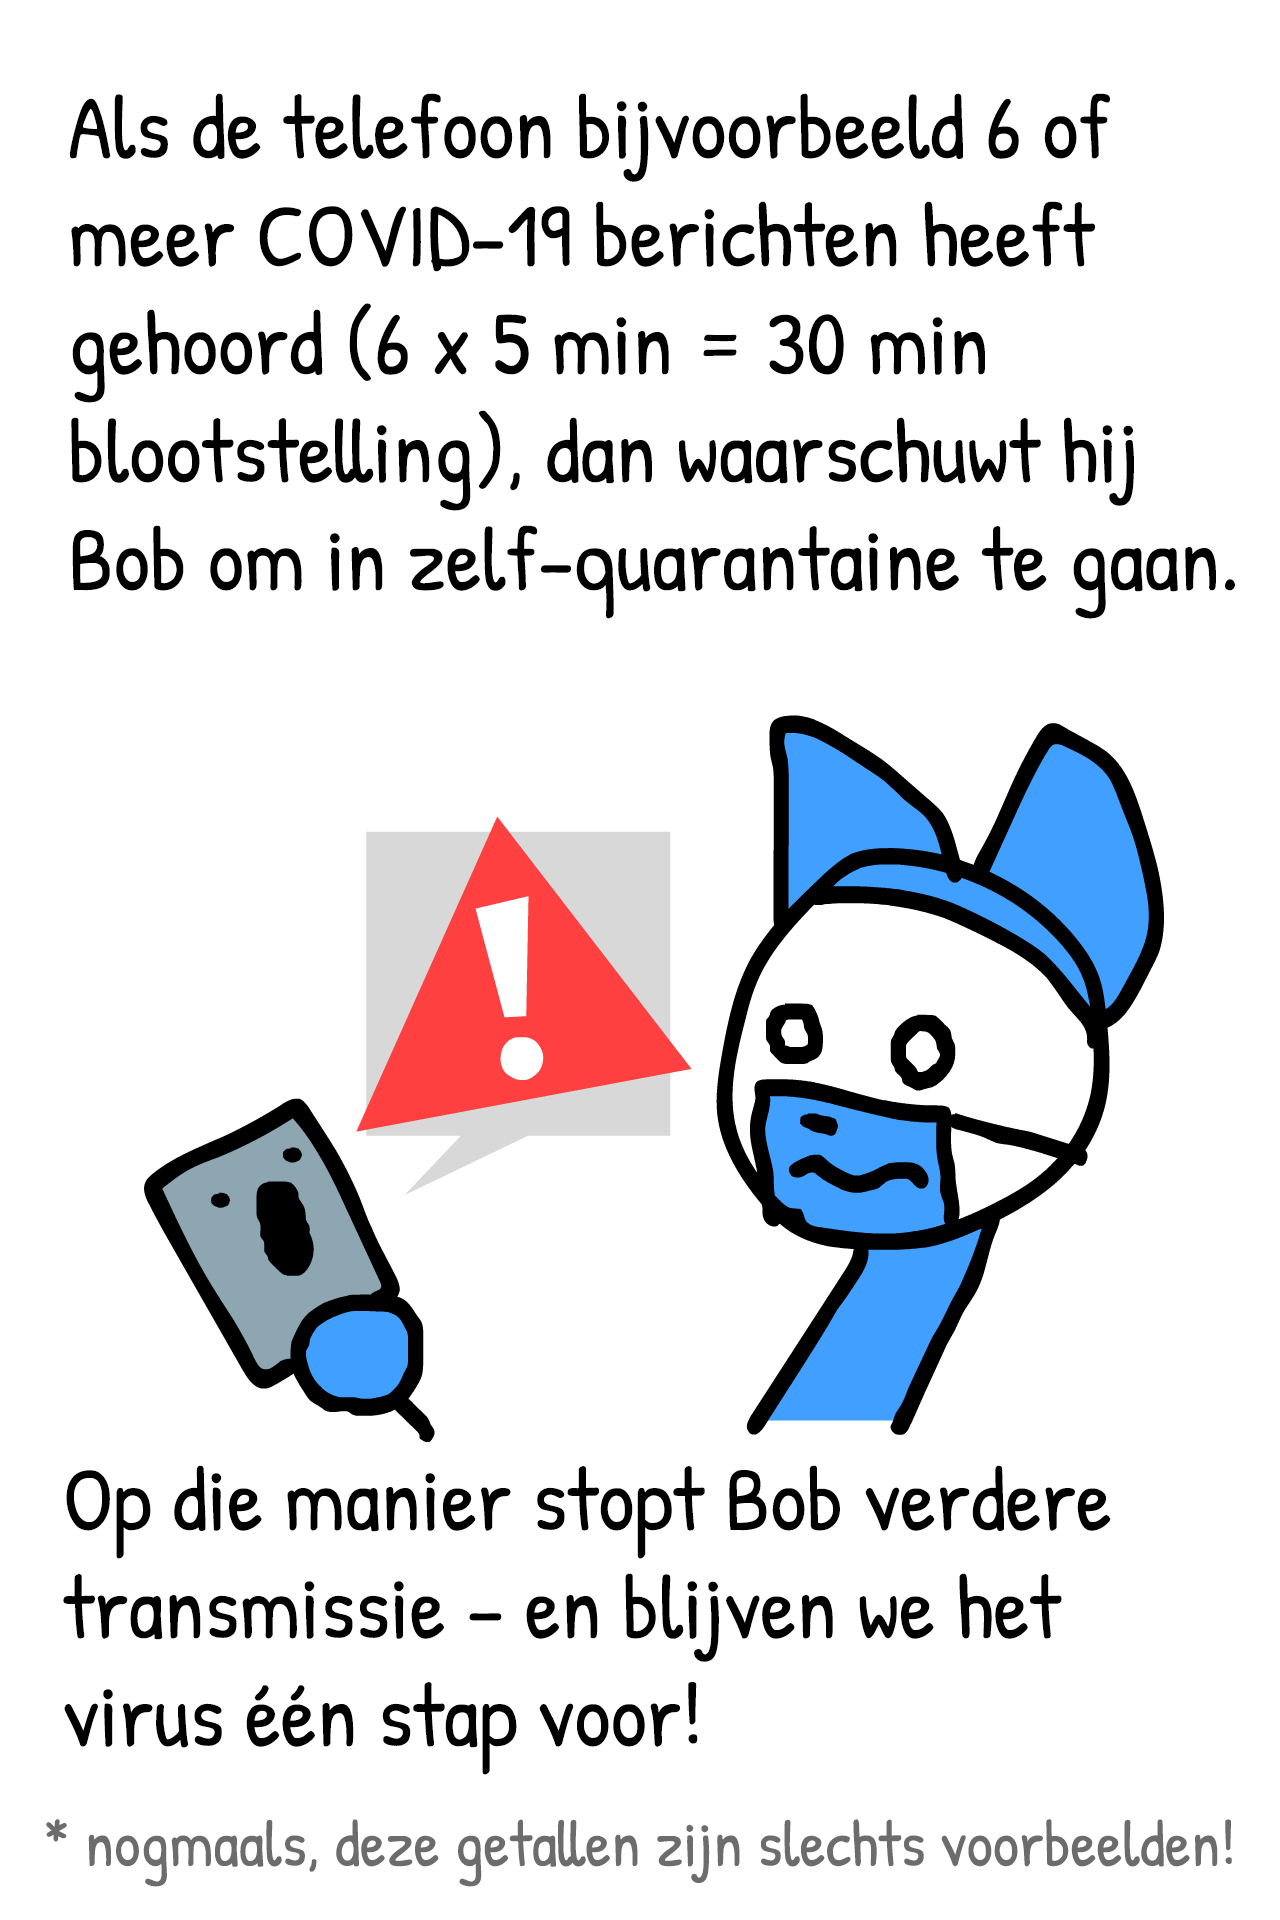 Als de telefoon bijvoorbeeld 6 of
meer COVID-19 berichten heeft
gehoord (6 x 5 min = 30 min
blootstelling), dan waarschuwt hij
Bob om in zelf-quarantaine te gaan.
!
Op die manier stopt Bob verdere
transmissie - en blijven we het
virus één stap voor!
* nogmaals, deze getallen zijn slechts voorbeelden!